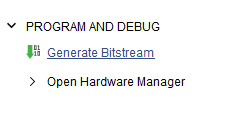 PROGRAM AND DEBUG
Generate Bitstream
Open Hardware Manager